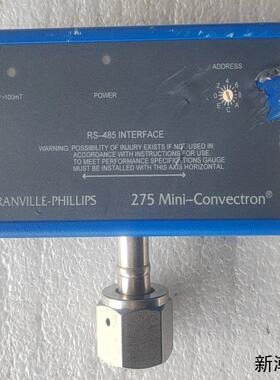 >100mT
POWER
ADDRESS
RS-485 INTERFACE
WARNING: POSSIBILITY OF INJURY EXISTS IF NOT USED IN
ACCORDANCE WITH INSTRUCTIONS FOR USE
TO MEET PERFORMANCE SPECIFICATIONS GAUGE
MUST BE INSTALLED WITH THIS AXIS HORIZONTAL
RANVILLE-PHILLIPS
275 Mini-Convectron®